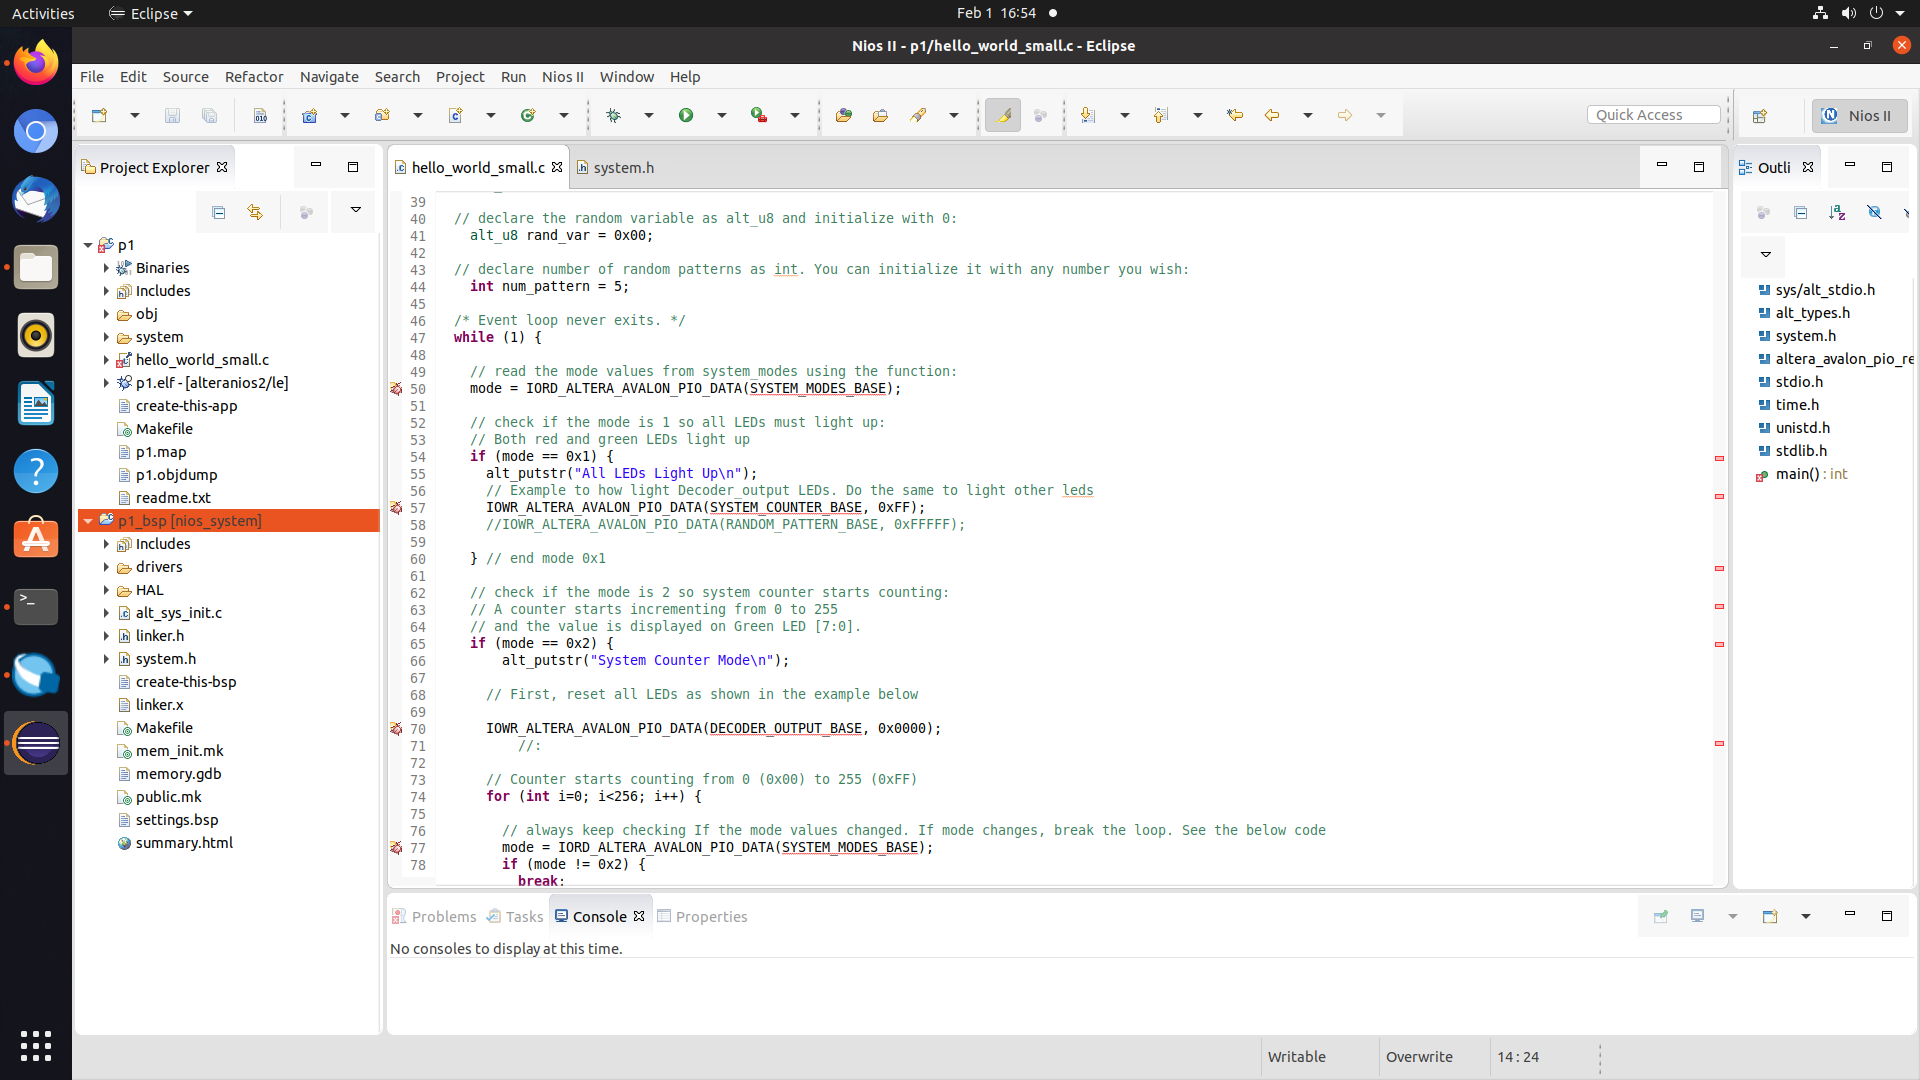 Activities
Eclipse
Feb 1 16:54
Nios II - p1/hello_world_small.c - Eclipse
File Edit Source Refactor Navigate Search Project Run Nios II Window Help
Quick Access
Nios II
Project Explorer
p1
Binaries
Includes
obj
system
hello_world_small.c
p1.elf - [alteranios2/le]
create-this-app
Makefile
p1.map
p1.objdump
readme.txt
p1_bsp [nios_system]
Includes
drivers
HAL
alt_sys_init.c
linker.h
system.h
create-this-bsp
linker.x
Makefile
mem_init.mk
memory.gdb
public.mk
settings.bsp
summary.html
hello_world_small.c
system.h
39
40 // declare the random variable as alt_u8 and initialize with 0:
41 alt_u8 rand_var = 0x00;
42
43 // declare number of random patterns as int. You can initialize it with any number you wish:
44 int num_pattern = 5;
45
46 /* Event loop never exits. */
47 while (1) {
48
49 // read the mode values from system_modes using the function:
50 mode = IORD_ALTERA_AVALON_PIO_DATA(SYSTEM_MODES_BASE);
51
52 // check if the mode is 1 so all LEDs must light up:
53 // Both red and green LEDs light up
54 if (mode == 0x1) {
55 alt_putstr("All LEDs Light Up\n");
56 // Example to how light Decoder_output LEDs. Do the same to light other leds
57 IOWR_ALTERA_AVALON_PIO_DATA(SYSTEM_COUNTER_BASE, 0xFF);
58 //IOWR_ALTERA_AVALON_PIO_DATA(RANDOM_PATTERN_BASE, 0xFFFFF);
59
60 } // end mode 0x1
61
62 // check if the mode is 2 so system counter starts counting:
63 // A counter starts incrementing from 0 to 255
64 // and the value is displayed on Green LED [7:0].
65 if (mode == 0x2) {
66 alt_putstr("System Counter Mode\n");
67
68 // First, reset all LEDs as shown in the example below
69
70 IOWR_ALTERA_AVALON_PIO_DATA(DECODER_OUTPUT_BASE, 0x0000);
71 //:
72
73 // Counter starts counting from 0 (0x00) to 255 (0xFF)
74 for (int i=0; i<256; i++) {
75
76 // always keep checking If the mode values changed. If mode changes, break the loop. See the below code
77 mode = IORD_ALTERA_AVALON_PIO_DATA(SYSTEM_MODES_BASE);
78 if (mode != 0x2) {
break;
Outli
sys/alt_stdio.h
alt_types.h
system.h
altera_avalon_pio_re
stdio.h
time.h
unistd.h
stdlib.h
main() : int
Problems
Tasks
Console
Properties
No consoles to display at this time.
Writable
Overwrite
14 : 24